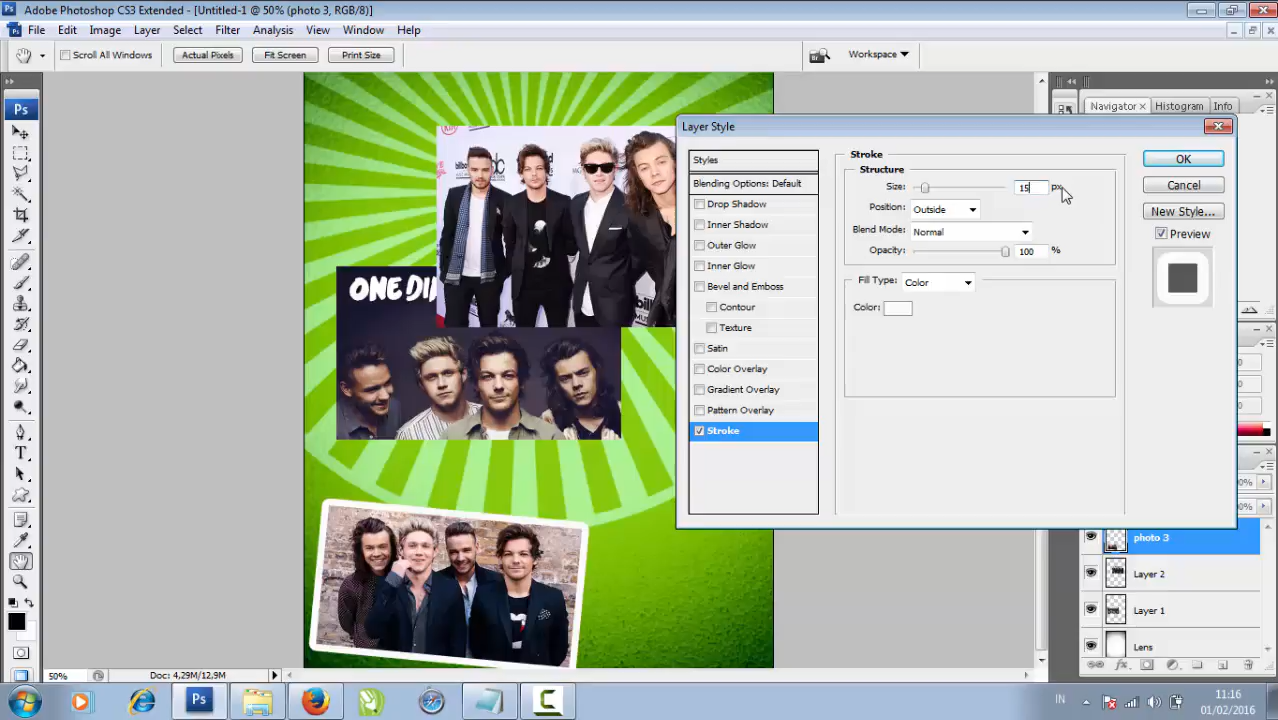 Adobe Photoshop CS3 Extended - [Untitled-1 @ 50% (photo 3, RGB/8)]
File Edit Image Layer Select Filter Analysis View Window Help
Scroll All Windows Actual Pixels Fit Screen Print Size Workspace
Ps
Navigator × Histogram Info
Layer Style
Styles
Blending Options: Default
Drop Shadow
Inner Shadow
Outer Glow
Inner Glow
Bevel and Emboss
Contour
Texture
Satin
Color Overlay
Gradient Overlay
Pattern Overlay
Stroke
Stroke
Structure
Size: 15 px
Position: Outside
Blend Mode: Normal
Opacity: 100 %
Fill Type: Color
Color:
OK
Cancel
New Style...
Preview
ONE DI
photo 3
Layer 2
Layer 1
Lens
50% Doc: 4,29M/12,9M
Ps
IN
11:16
01/02/2016